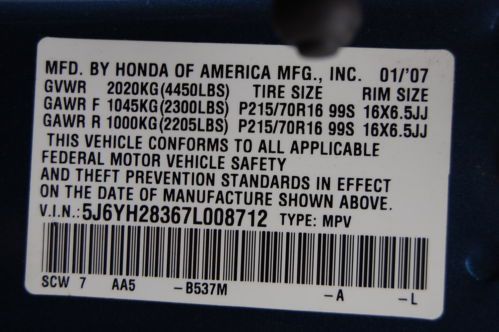 MFD. BY HONDA OF AMERICA MFG., INC. 01/'07
GVWR 2020KG(4450LBS) TIRE SIZE RIM SIZE
GAWR F 1045KG(2300LBS) P215/70R16 99S 16X6.5JJ
GAWR R 1000KG(2205LBS) P215/70R16 99S 16X6.5JJ
THIS VEHICLE CONFORMS TO ALL APPLICABLE
FEDERAL MOTOR VEHICLE SAFETY
AND THEFT PREVENTION STANDARDS IN EFFECT
ON THE DATE OF MANUFACTURE SHOWN ABOVE.
V.I.N.:5J6YH28367L008712 TYPE: MPV
SCW 7 AA5 -B537M -A -L